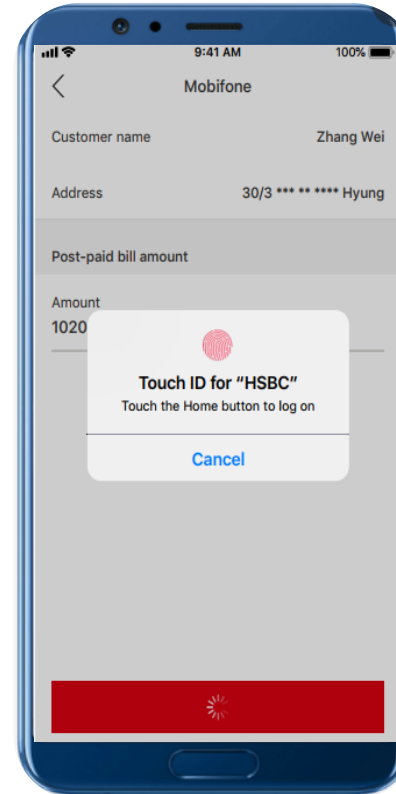 9:41 AM 100%
Mobifone
Customer name Zhang Wei
Address 30/3 *** ** **** Hyung
Post-paid bill amount
Amount
1020
Touch ID for “HSBC”
Touch the Home button to log on
Cancel